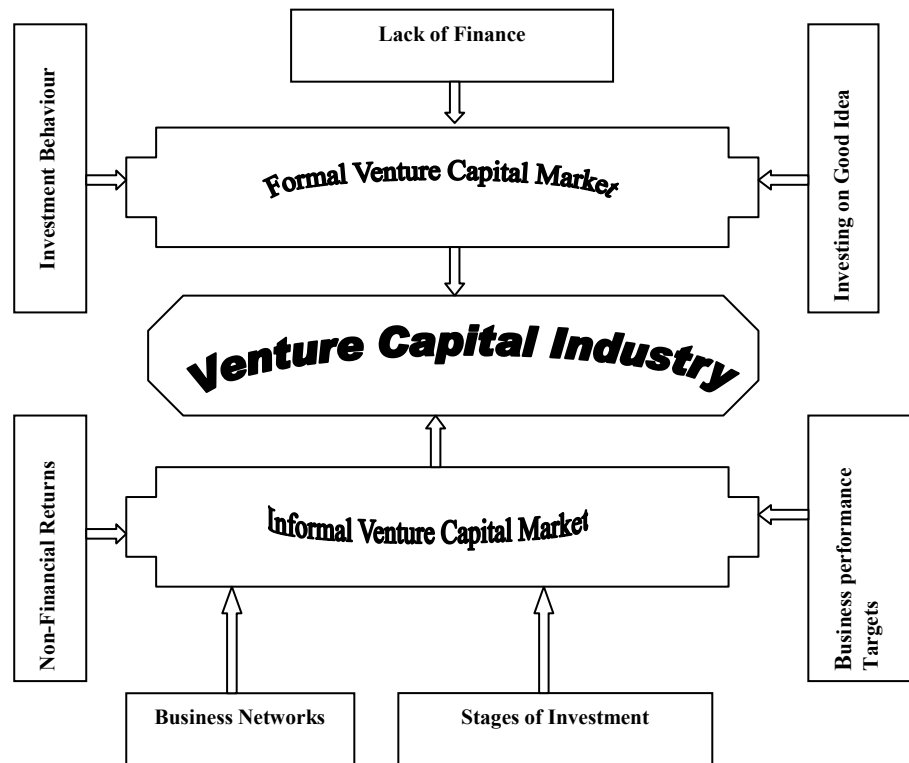 Lack of Finance
Investment Behaviour
Formal Venture Capital Market
Investing on Good Idea
Venture Capital Industry
Non-Financial Returns
Informal Venture Capital Market
Business performance
Targets
Business Networks
Stages of Investment